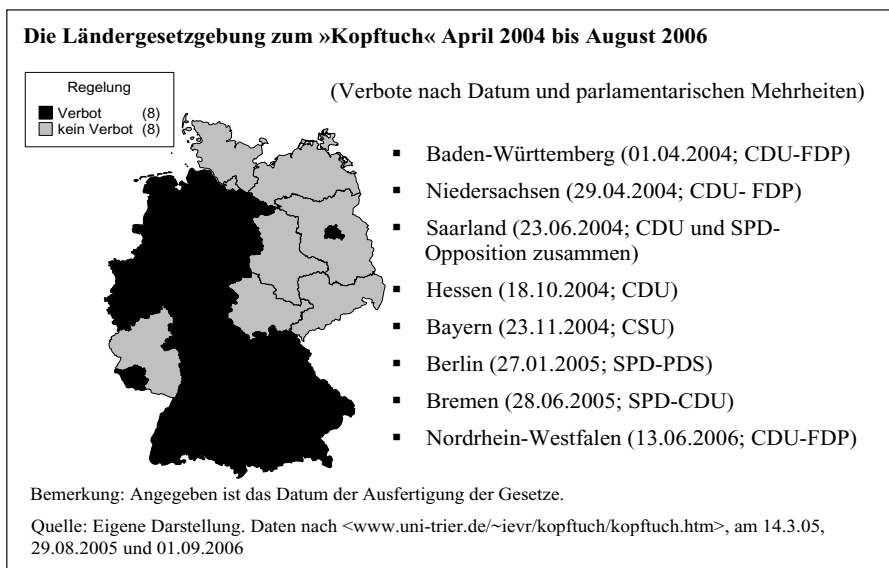 Die Ländergesetzgebung zum »Kopftuch« April 2004 bis August 2006
Regelung
Verbot (8)
kein Verbot (8)
(Verbote nach Datum und parlamentarischen Mehrheiten)
▪ Baden-Württemberg (01.04.2004; CDU-FDP)
▪ Niedersachsen (29.04.2004; CDU- FDP)
▪ Saarland (23.06.2004; CDU und SPD-
Opposition zusammen)
▪ Hessen (18.10.2004; CDU)
▪ Bayern (23.11.2004; CSU)
▪ Berlin (27.01.2005; SPD-PDS)
▪ Bremen (28.06.2005; SPD-CDU)
▪ Nordrhein-Westfalen (13.06.2006; CDU-FDP)
Bemerkung: Angegeben ist das Datum der Ausfertigung der Gesetze.
Quelle: Eigene Darstellung. Daten nach <www.uni-trier.de/~ievr/kopftuch/kopftuch.htm>, am 14.3.05,
29.08.2005 und 01.09.2006